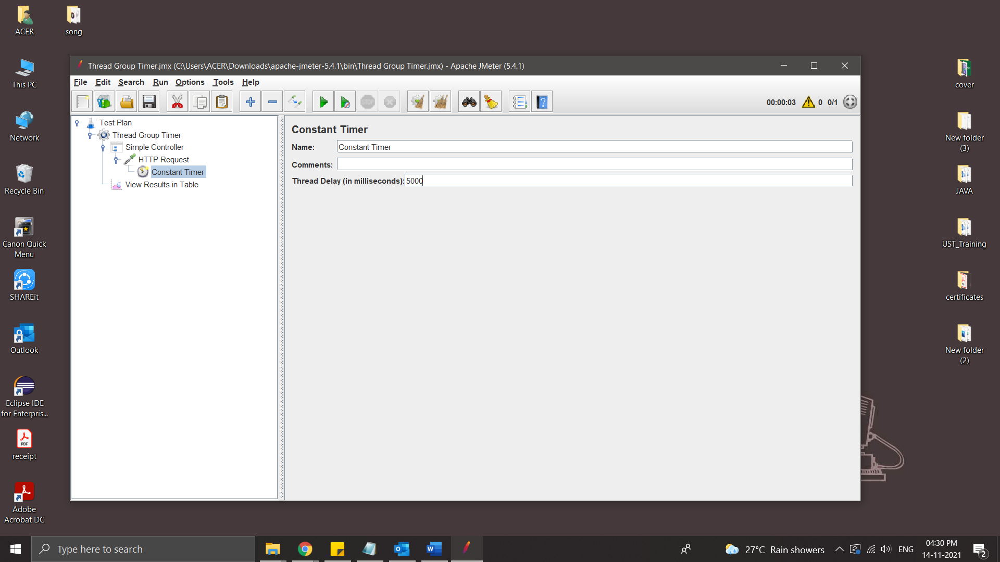 ACER
song
This PC
Network
Recycle Bin
Canon Quick
Menu
SHAREit
Outlook
Eclipse IDE
for Enterpris...
PDF
receipt
Adobe
Acrobat DC
Thread Group Timer.jmx (C:\Users\ACER\Downloads\apache-jmeter-5.4.1\bin\Thread Group Timer.jmx) - Apache JMeter (5.4.1)
File Edit Search Run Options Tools Help
STOP
00:00:03 0 0/1
Test Plan
Thread Group Timer
Simple Controller
HTTP Request
Constant Timer
View Results in Table
Constant Timer
Name: Constant Timer
Comments:
Thread Delay (in milliseconds): 5000
cover
New folder
(3)
JAVA
UST_Training
certificates
New folder
(2)
Type here to search
27°C Rain showers
ENG
04:30 PM
14-11-2021
2